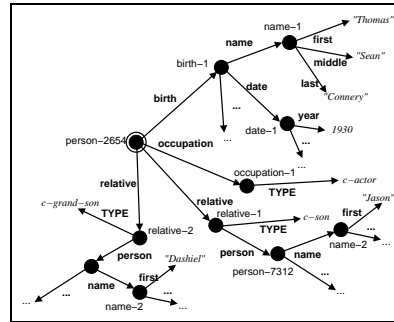 name-1
"Thomas"
first
name
middle
"Sean"
birth-1
last
date
"Connery"
birth
...
year
1930
date-1
...
...
...
person-2654
occupation
occupation-1
c-actor
TYPE
relative
relative
c-grand-son
TYPE
relative-1
c-son
TYPE
"Jason"
first
relative-2
person
person
name
name-2
...
...
"Dashiel"
person-7312
first
...
name
...
...
...
name-2
...
...